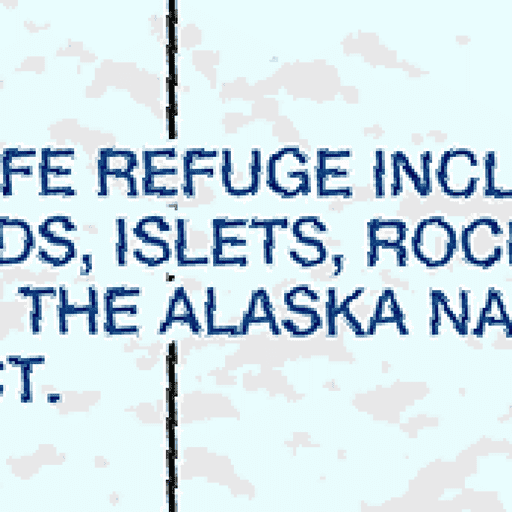 FE REFUGE INCL
DS, ISLETS, ROC
THE ALASKA NA
CT.